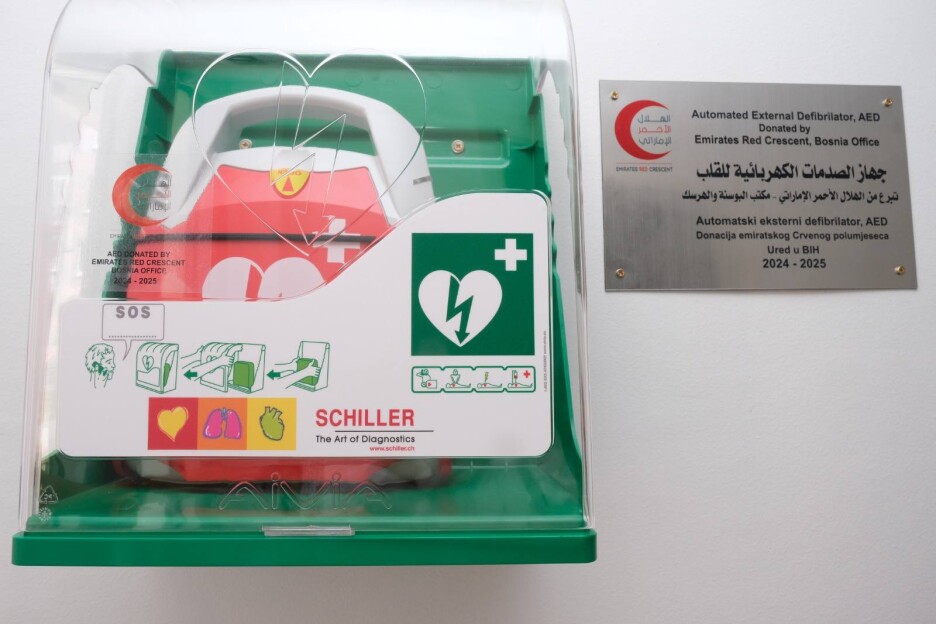 AED DONATED BY
EMIRATES RED CRESCENT
BOSNIA OFFICE
2024 - 2025
SOS
SCHILLER
The Art of Diagnostics
www.schiller.ch
AIVIA
الهلال
الأحمر
الإماراتي
EMIRATES RED CRESCENT
Automated External Defibrilator, AED
Donated by
Emirates Red Crescent, Bosnia Office
جهاز الصدمات الكهربائية للقلب
تبرع من الهلال الأحمر الإماراتي - مكتب البوسنة والهرسك
Automatski eksterni defibrilator, AED
Donacija emiratskog Crvenog polumjeseca
Ured u BIH
2024 - 2025